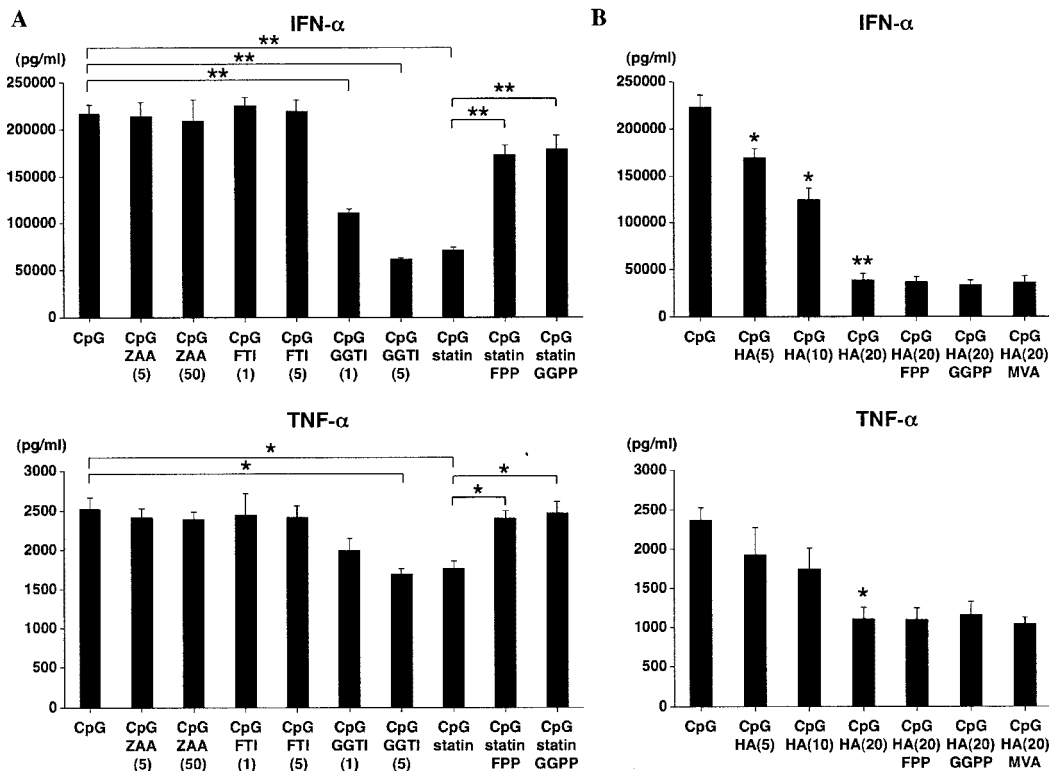 A
IFN-α
(pg/ml)
** 
**
**
**
**
250000
200000
150000
100000
50000
0
CpG
CpG ZAA (5)
CpG ZAA (50)
CpG FTI (1)
CpG FTI (5)
CpG GGTI (1)
CpG GGTI (5)
CpG statin
CpG statin FPP
CpG statin GGPP
TNF-α
(pg/ml)
*
*
*
*
3000
2500
2000
1500
1000
500
0
CpG
CpG ZAA (5)
CpG ZAA (50)
CpG FTI (1)
CpG FTI (5)
CpG GGTI (1)
CpG GGTI (5)
CpG statin
CpG statin FPP
CpG statin GGPP
B
IFN-α
(pg/ml)
*
*
**
250000
200000
150000
100000
50000
0
CpG
CpG HA(5)
CpG HA(10)
CpG HA(20)
CpG HA(20) FPP
CpG HA(20) GGPP
CpG HA(20) MVA
TNF-α
(pg/ml)
*
3000
2500
2000
1500
1000
500
0
CpG
CpG HA(5)
CpG HA(10)
CpG HA(20)
CpG HA(20) FPP
CpG HA(20) GGPP
CpG HA(20) MVA